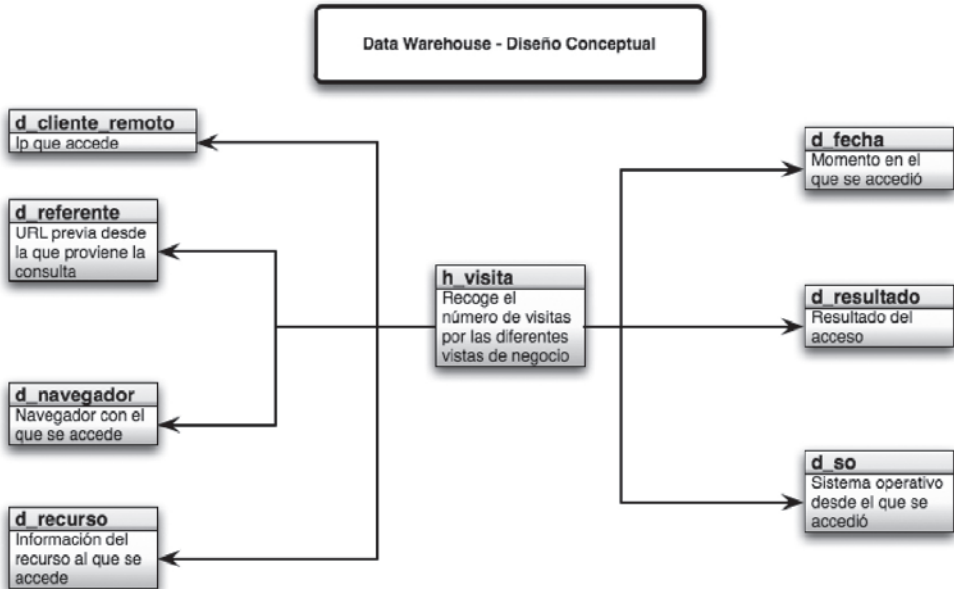 Data Warehouse - Diseño Conceptual
d_cliente_remoto
Ip que accede
d_referente
URL previa desde
la que proviene la
consulta
d_navegador
Navegador con el
que se accede
d_recurso
Información del
recurso al que se
accede
h_visita
Recoge el
número de visitas
por las diferentes
vistas de negocio
d_fecha
Momento en el
que se accedió
d_resultado
Resultado del
acceso
d_so
Sistema operativo
desde el que se
accedió